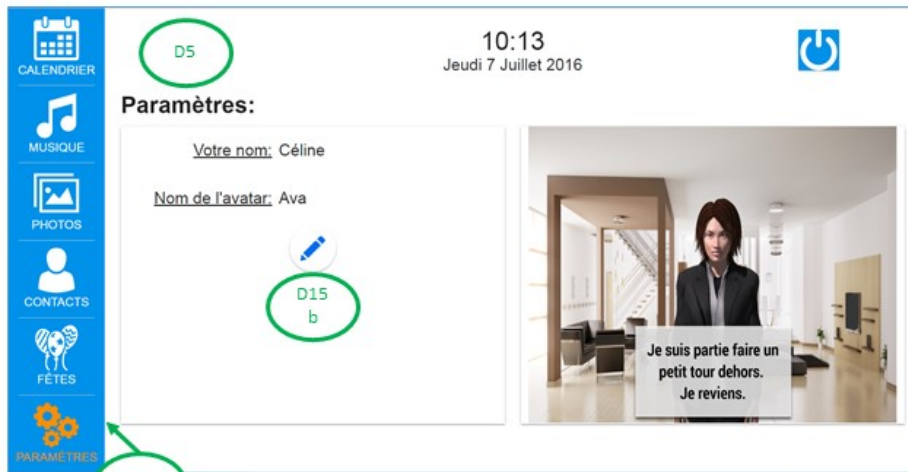 CALENDRIER
MUSIQUE
PHOTOS
CONTACTS
FÊTES
PARAMÈTRES
D5
10:13
Jeudi 7 Juillet 2016
Paramètres:
Votre nom: Céline
Nom de l'avatar: Ava
D15
b
Je suis partie faire un
petit tour dehors.
Je reviens.